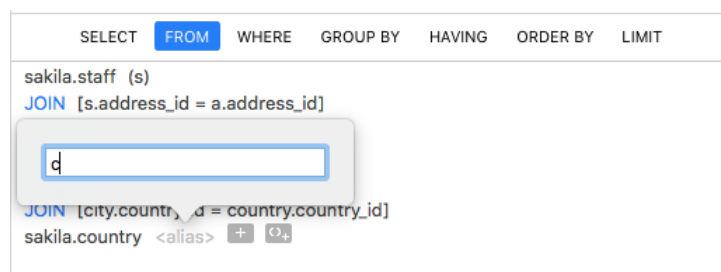 SELECT FROM WHERE GROUP BY HAVING ORDER BY LIMIT
sakila.staff (s)
JOIN [s.address_id = a.address_id]
c
JOIN [city.country_id = country.country_id]
sakila.country <alias>